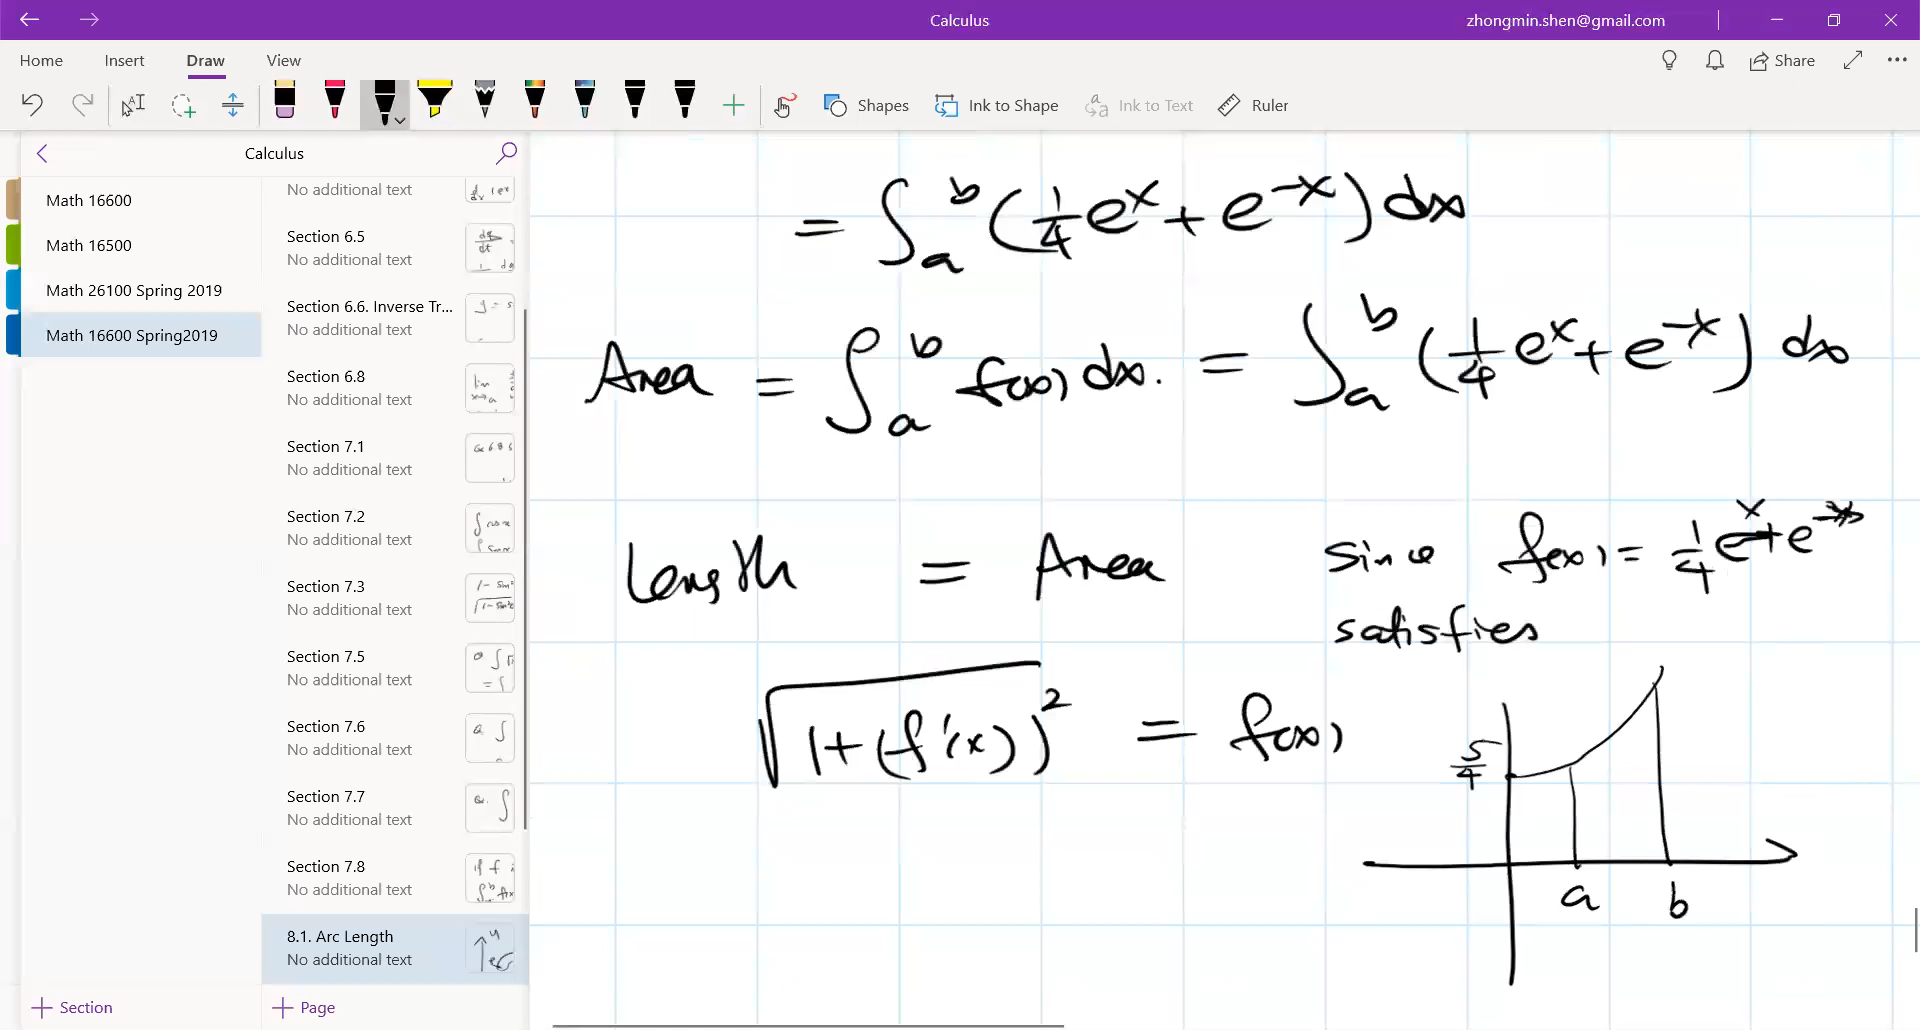 Calculus
zhongmin.shen@gmail.com
Home Insert Draw View
Share
Shapes Ink to Shape Ink to Text Ruler
Calculus
Math 16600
Math 16500
Math 26100 Spring 2019
Math 16600 Spring2019
No additional text
Section 6.5
No additional text
Section 6.6. Inverse Tr...
No additional text
Section 6.8
No additional text
Section 7.1
No additional text
Section 7.2
No additional text
Section 7.3
No additional text
Section 7.5
No additional text
Section 7.6
No additional text
Section 7.7
No additional text
Section 7.8
No additional text
8.1. Arc Length
No additional text
+ Section
+ Page
= ∫_a^b (1/4 e^x + e^-x) dx
Area = ∫_a^b f(x) dx. = ∫_a^b (1/4 e^x + e^-x) dx
Length = Area
since f(x) = 1/4 e^x + e^-x
satisfies
√(1 + (f'(x))^2) = f(x)
5/4
a b